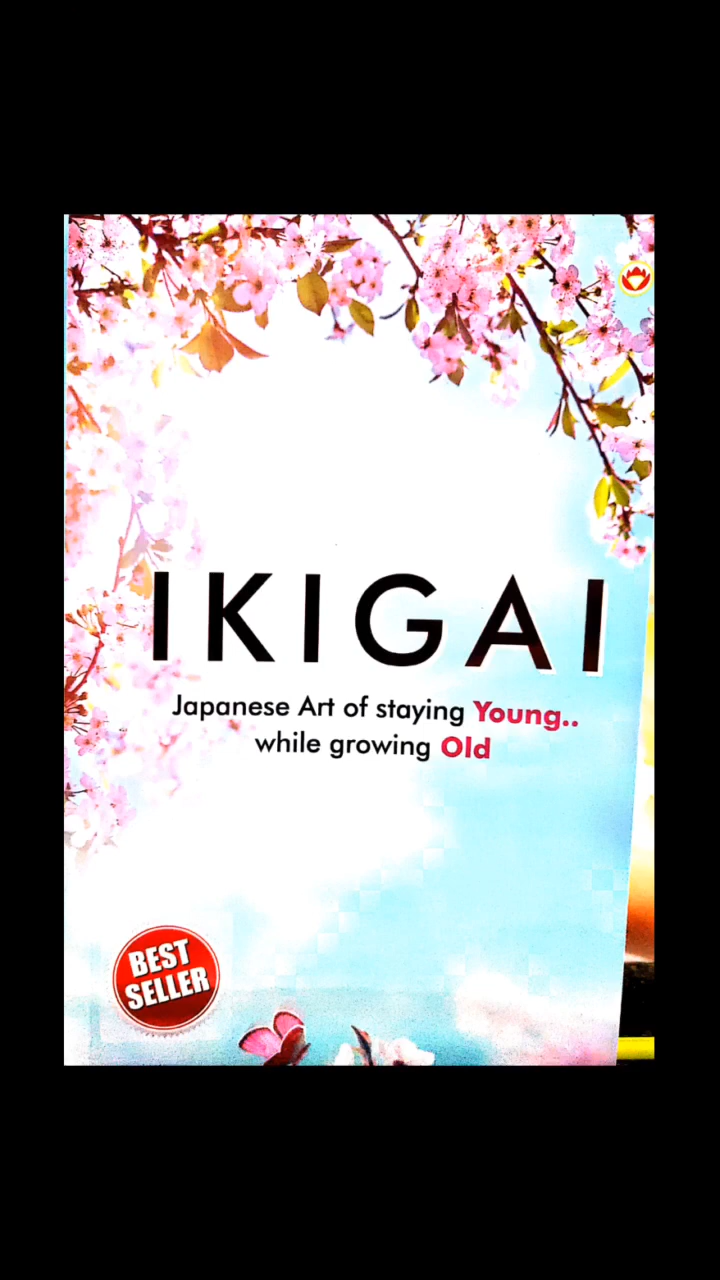 IKIGAI
Japanese Art of staying Young..
while growing Old
BEST
SELLER